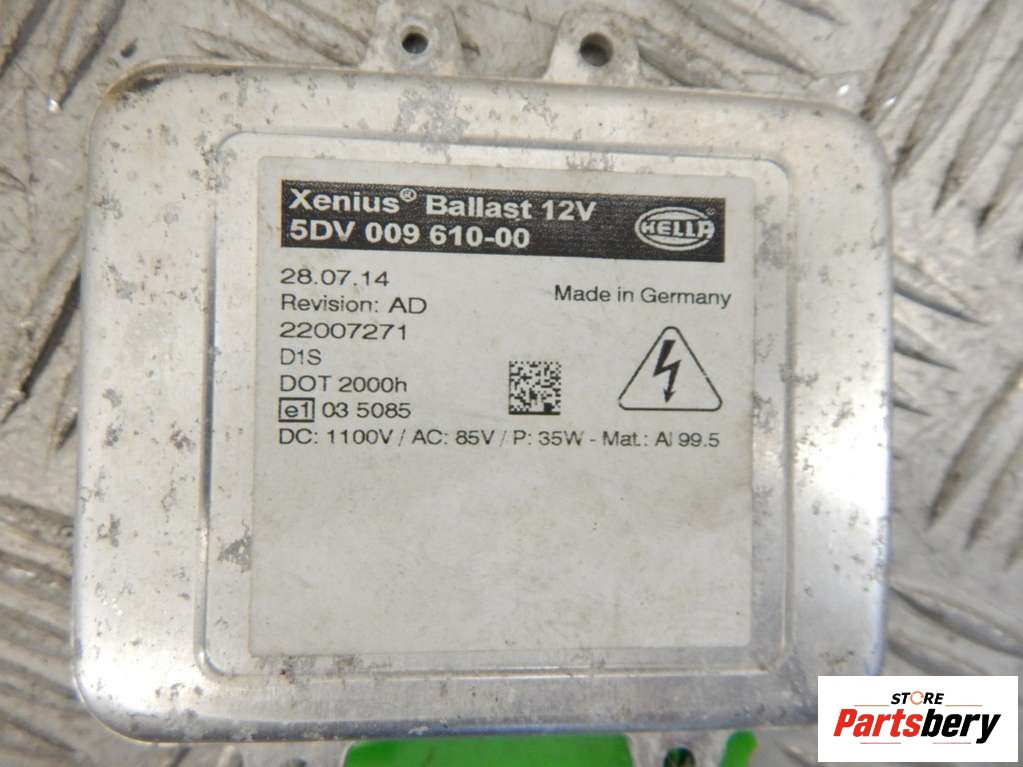 Xenius® Ballast 12V
5DV 009 610-00
HELLA
28.07.14
Revision: AD
Made in Germany
22007271
D1S
DOT 2000h
e1 03 5085
DC: 1100V / AC: 85V / P: 35W - Mat.: Al 99.5
STORE
Partsbery